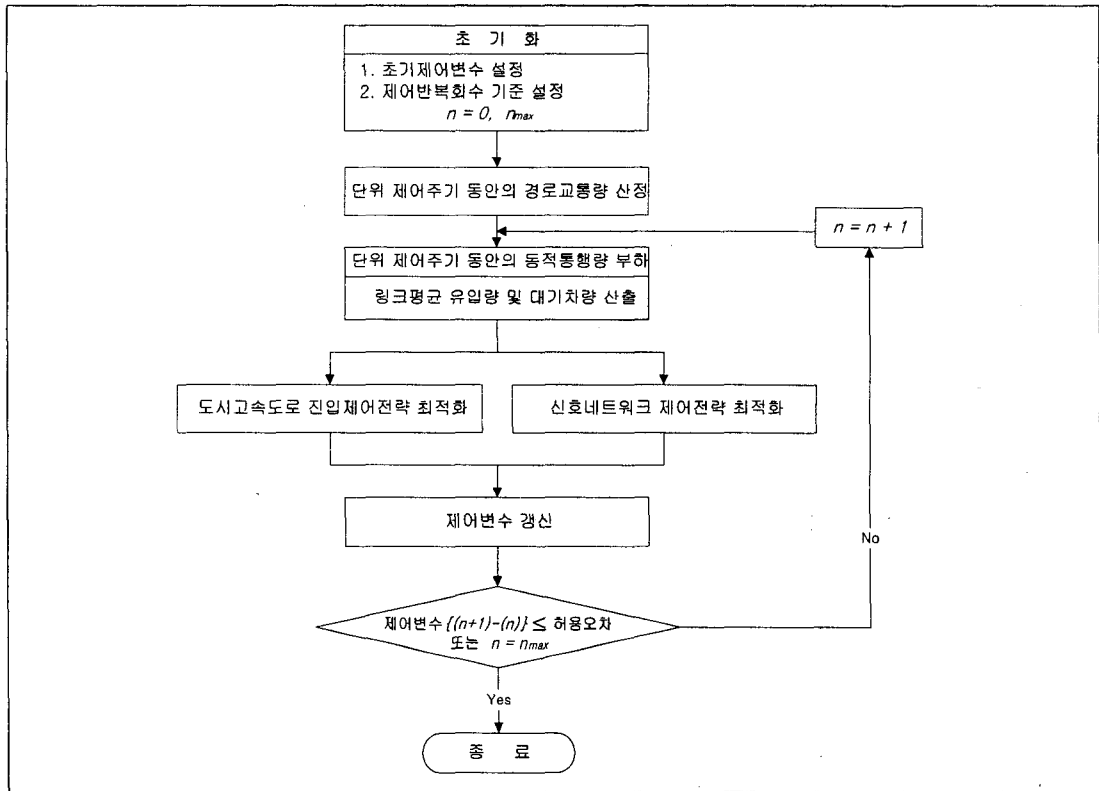 초 기 화
1. 초기제어변수 설정
2. 제어반복회수 기준 설정
n = 0, nmax
단위 제어주기 동안의 경로교통량 산정
n = n + 1
단위 제어주기 동안의 동적통행량 부하
링크평균 유입량 및 대기차량 산출
도시고속도로 진입제어전략 최적화
신호네트워크 제어전략 최적화
제어변수 갱신
No
제어변수{(n+1)-(n)} ≤ 허용오차
또는 n = nmax
Yes
종 료